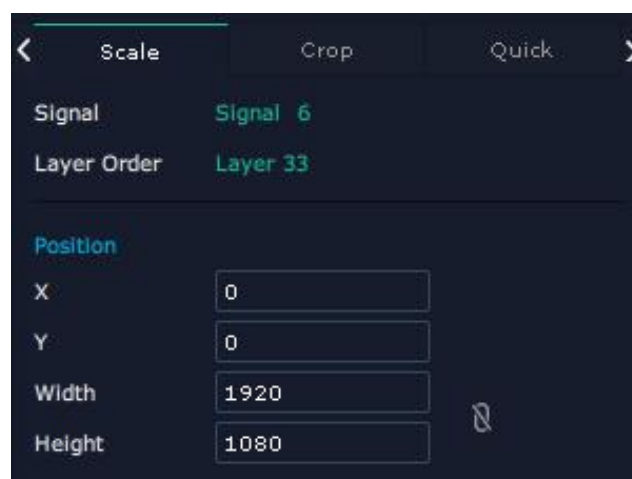 Scale Crop Quick
Signal Signal 6
Layer Order Layer 33
Position
X 0
Y 0
Width 1920
Height 1080